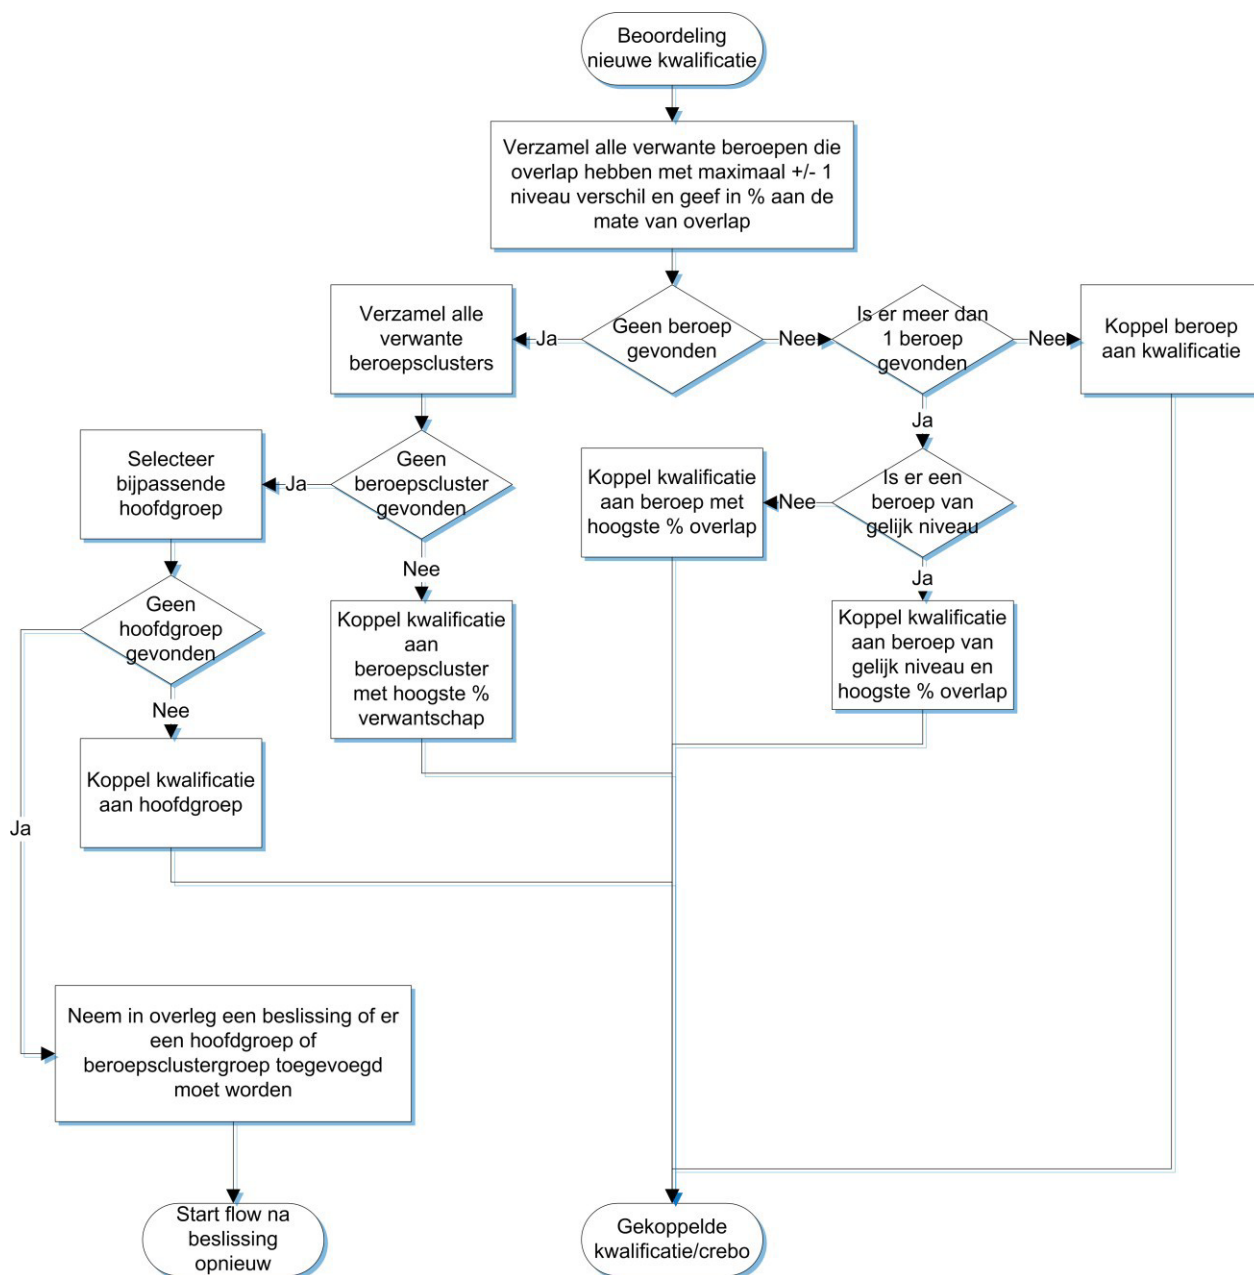 Beoordeling
nieuwe kwalificatie
Verzamel alle verwante beroepen die
overlap hebben met maximaal +/- 1
niveau verschil en geef in % aan de
mate van overlap
Verzamel alle
verwante
beroepsclusters
Ja
Geen beroep
gevonden
Nee
Is er meer dan
1 beroep
gevonden
Nee
Koppel beroep
aan kwalificatie
Ja
Selecteer
bijpassende
hoofdgroep
Ja
Geen
beroepscluster
gevonden
Koppel kwalificatie
aan beroep met
hoogste % overlap
Nee
Is er een
beroep van
gelijk niveau
Nee
Ja
Geen
hoofdgroep
gevonden
Koppel kwalificatie
aan
beroepscluster
met hoogste %
verwantschap
Koppel kwalificatie
aan beroep van
gelijk niveau en
hoogste % overlap
Nee
Koppel kwalificatie
aan hoofdgroep
Ja
Neem in overleg een beslissing of er
een hoofdgroep of
beroepsclustergroep toegevoegd
moet worden
Start flow na
beslissing
opnieuw
Gekoppelde
kwalificatie/crebo